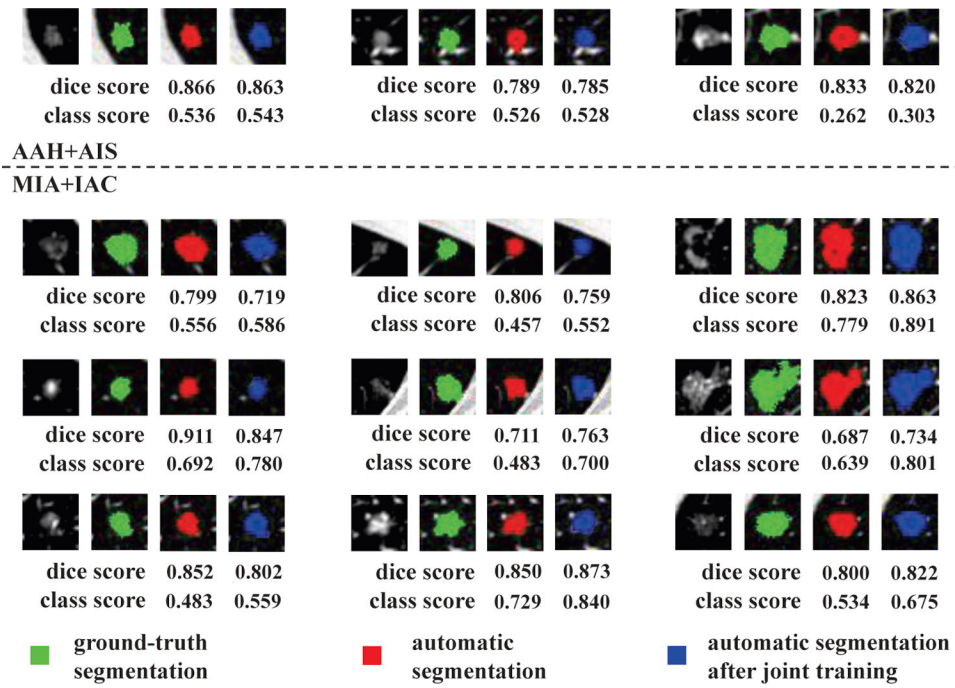 dice score 0.866 0.863
class score 0.536 0.543
dice score 0.789 0.785
class score 0.526 0.528
dice score 0.833 0.820
class score 0.262 0.303
AAH+AIS
MIA+IAC
dice score 0.799 0.719
class score 0.556 0.586
dice score 0.806 0.759
class score 0.457 0.552
dice score 0.823 0.863
class score 0.779 0.891
dice score 0.911 0.847
class score 0.692 0.780
dice score 0.711 0.763
class score 0.483 0.700
dice score 0.687 0.734
class score 0.639 0.801
dice score 0.852 0.802
class score 0.483 0.559
dice score 0.850 0.873
class score 0.729 0.840
dice score 0.800 0.822
class score 0.534 0.675
ground-truth
segmentation
automatic
segmentation
automatic segmentation
after joint training